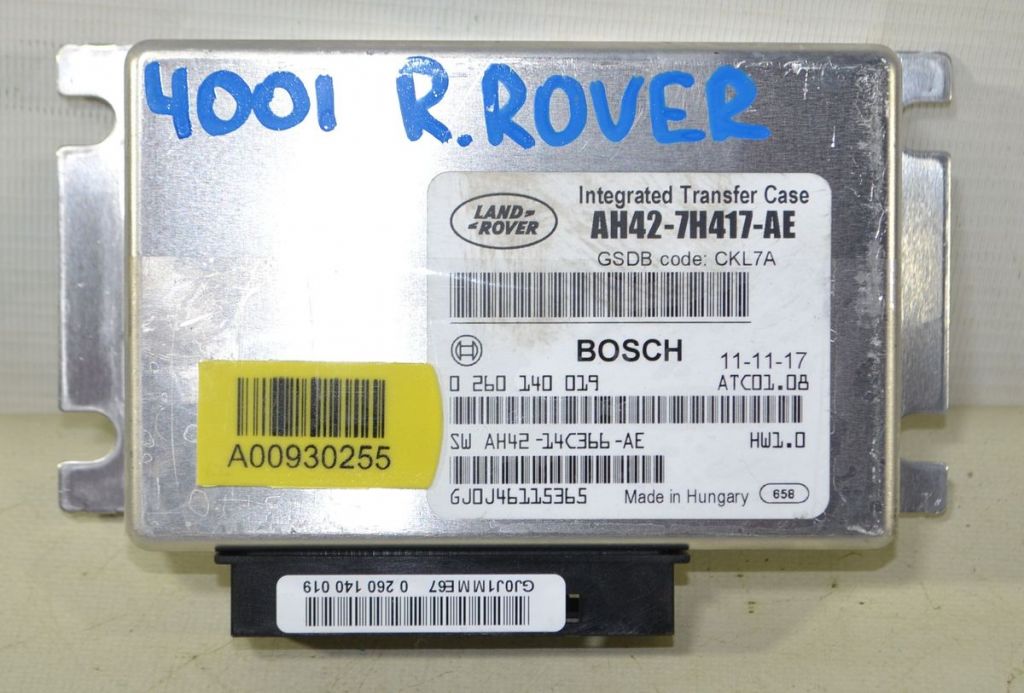 4001 R.ROVER
LAND-
-ROVER
Integrated Transfer Case
AH42-7H417-AE
GSDB code: CKL7A
BOSCH
11-11-17
0 260 140 019
ATC01.08
SW AH42-14C366-AE
HW1.0
GJ0J46115365
Made in Hungary
658
A00930255
GJ0J1MME67 0 260 140 019